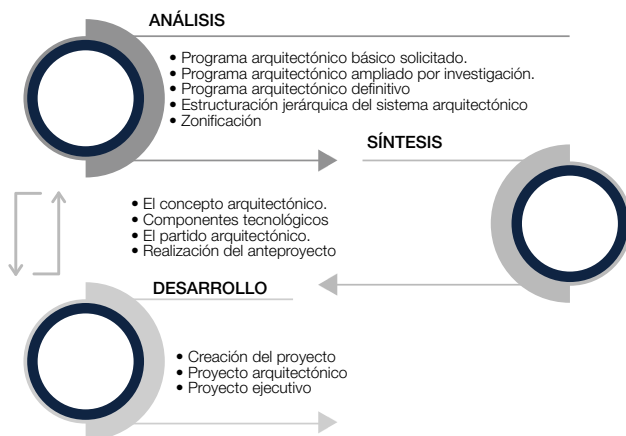 ANÁLISIS
• Programa arquitectónico básico solicitado.
• Programa arquitectónico ampliado por investigación.
• Programa arquitectónico definitivo
• Estructuración jerárquica del sistema arquitectónico
• Zonificación
SÍNTESIS
• El concepto arquitectónico.
• Componentes tecnológicos
• El partido arquitectónico.
• Realización del anteproyecto
DESARROLLO
• Creación del proyecto
• Proyecto arquitectónico
• Proyecto ejecutivo